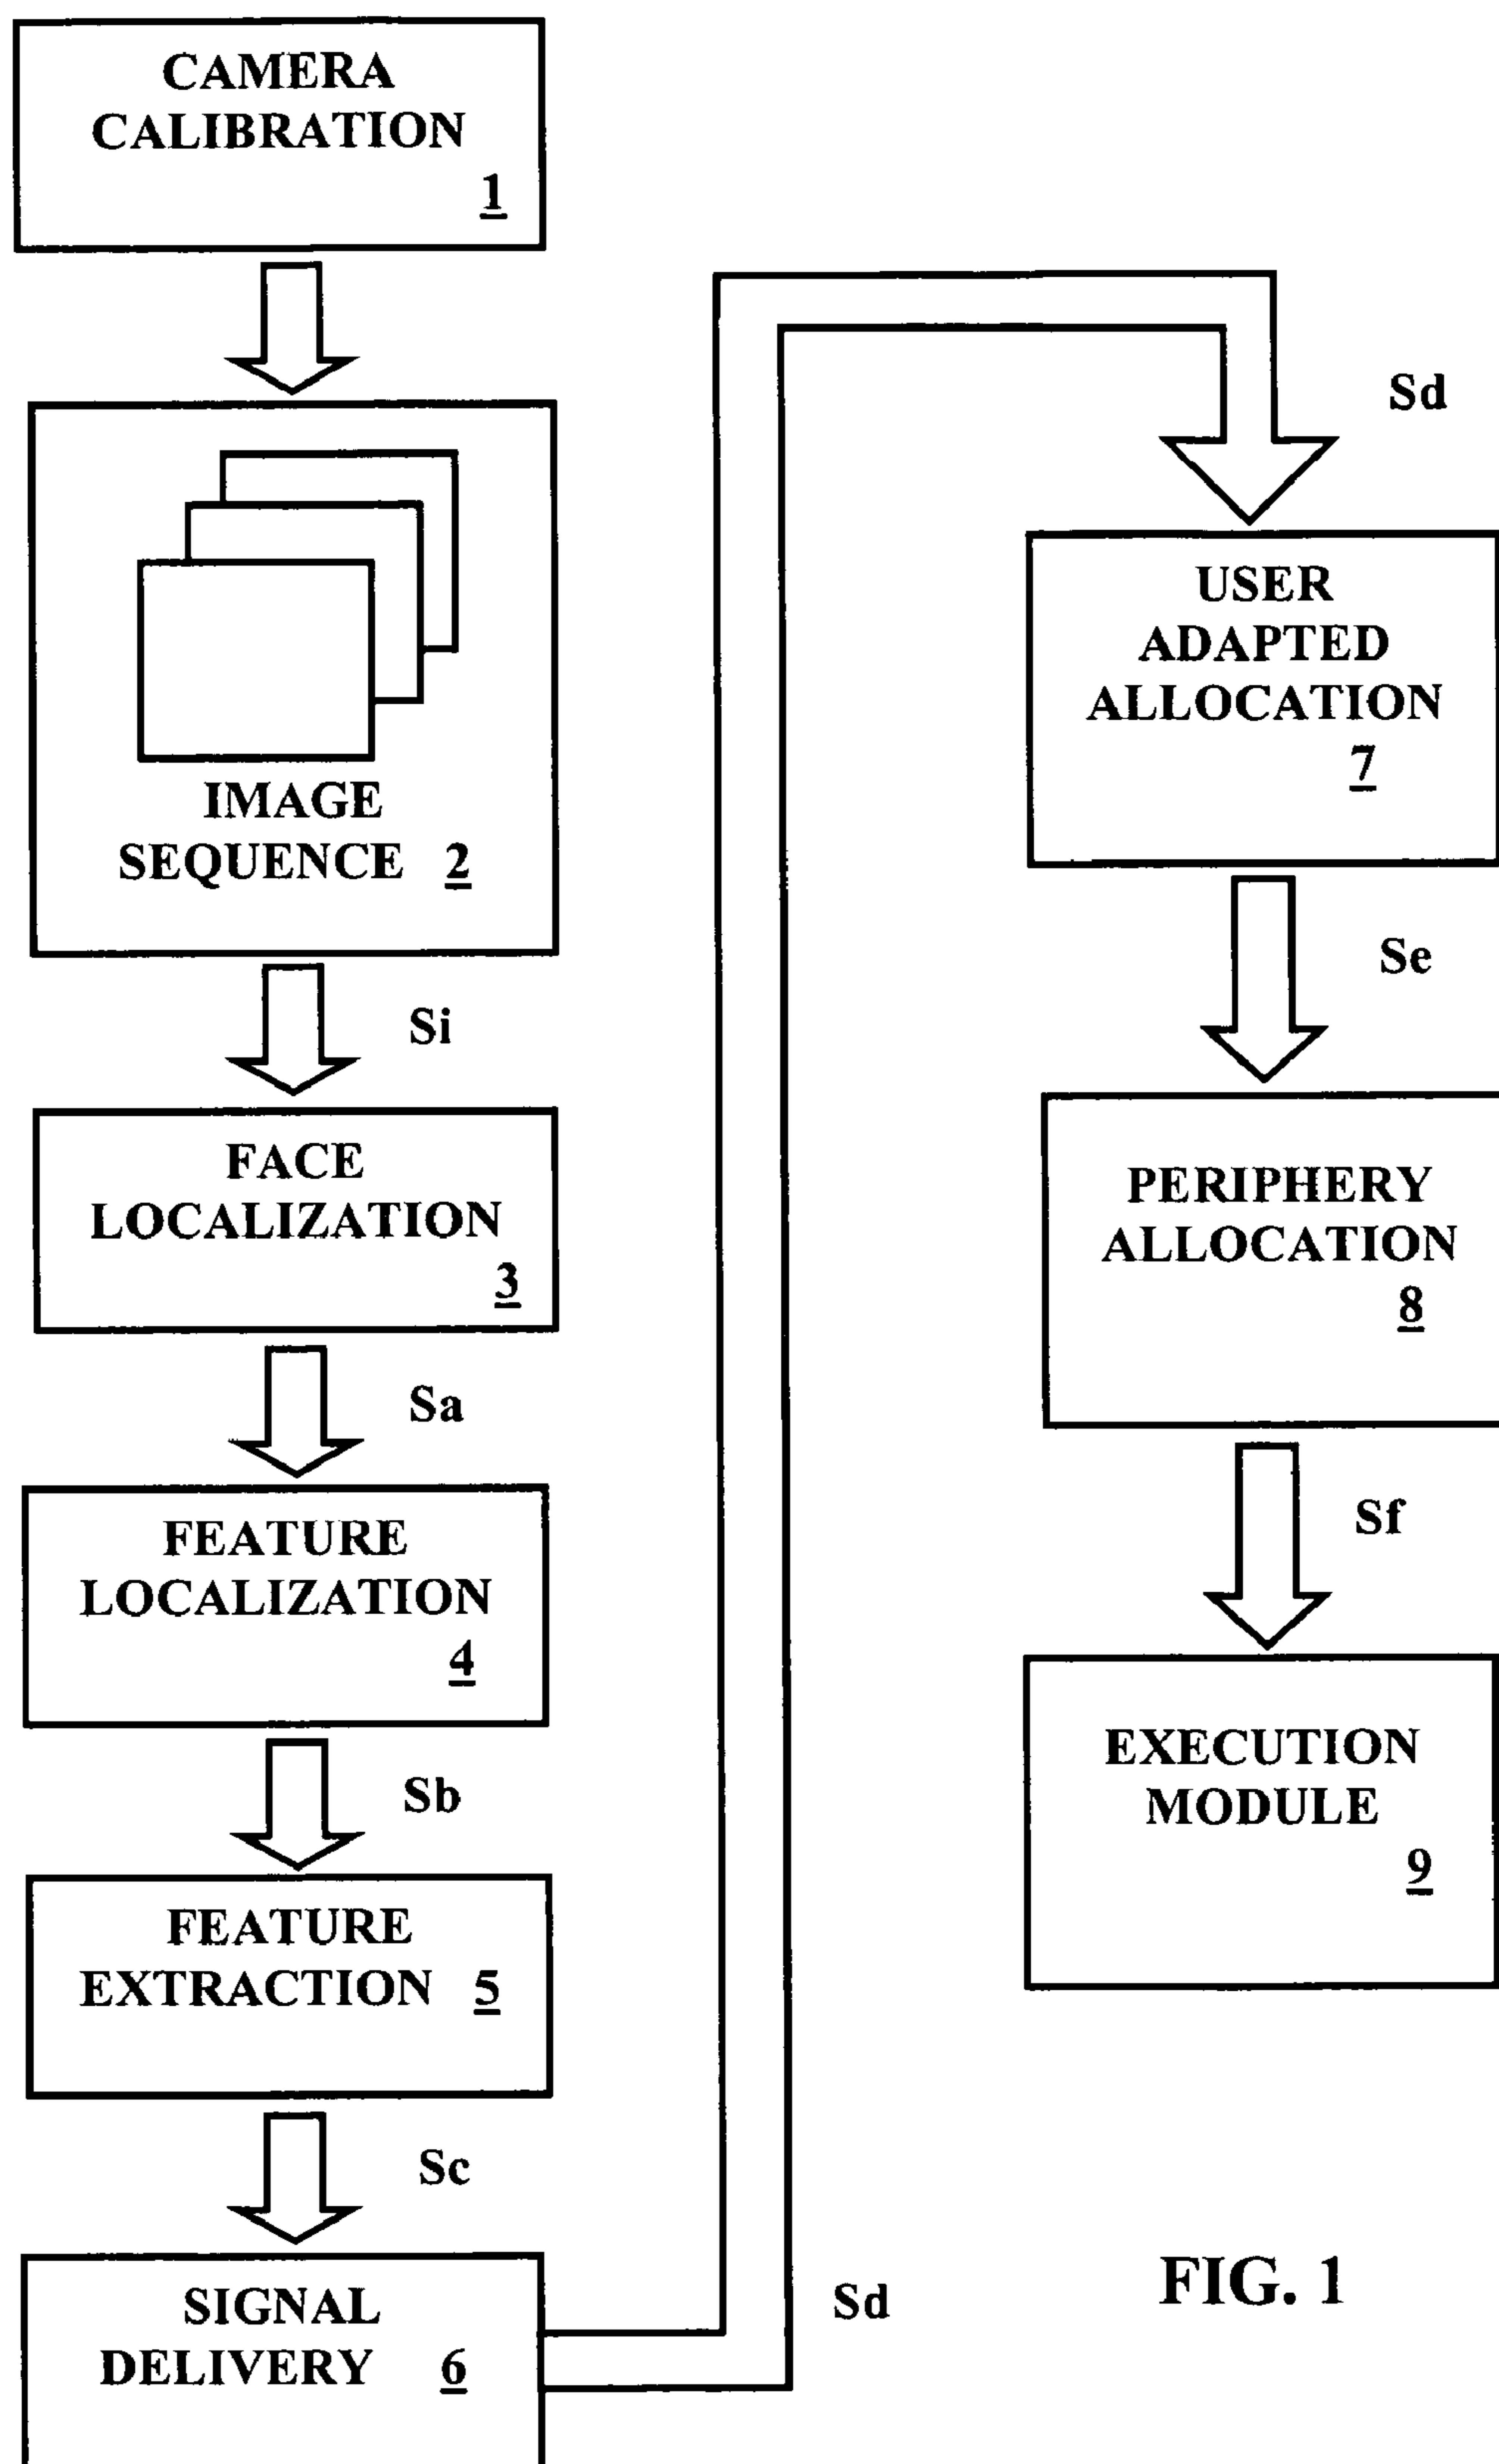 CAMERA
CALIBRATION
1
IMAGE
SEQUENCE 2
Si
FACE
LOCALIZATION
3
Sa
FEATURE
LOCALIZATION
4
Sb
FEATURE
EXTRACTION 5
Sc
SIGNAL
DELIVERY 6
Sd
Sd
USER
ADAPTED
ALLOCATION
7
Se
PERIPHERY
ALLOCATION
8
Sf
EXECUTION
MODULE
9
FIG. 1